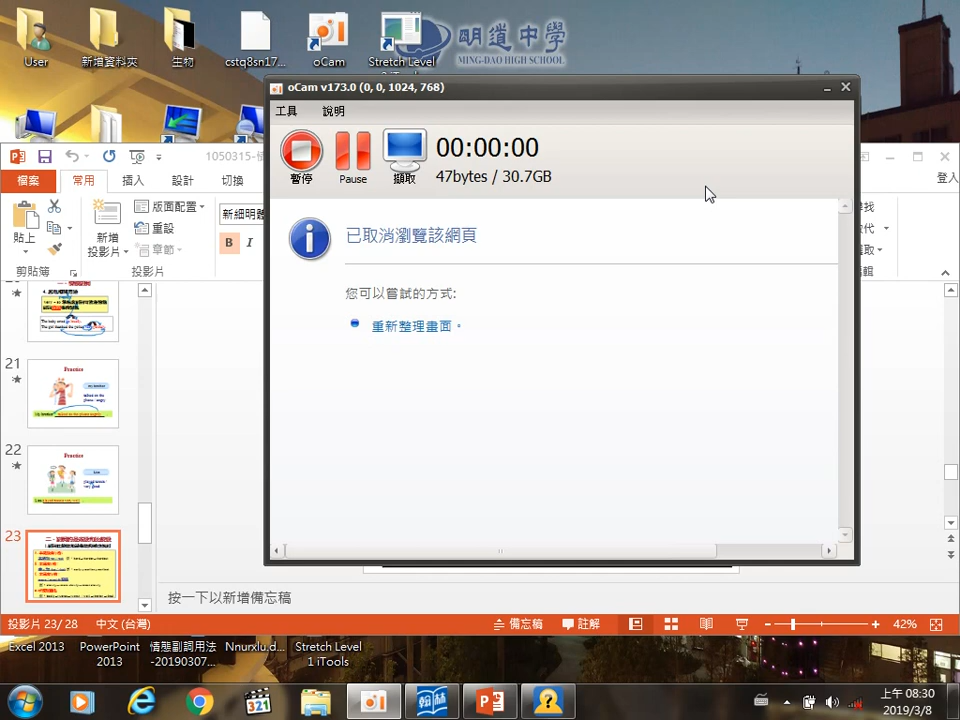 明道中學
MING-DAO HIGH SCHOOL
User
新增資料夾
生物
cstq8sn17...
oCam
Stretch Level
oCam v173.0 (0, 0, 1024, 768)
工具 說明
暫停
Pause
擷取
00:00:00
47bytes / 30.7GB
已取消瀏覽該網頁
您可以嘗試的方式:
重新整理畫面。
1050315-
檔案 常用 插入 設計 切換
登入
貼上
剪貼簿
新增
投影片
版面配置
重設
章節
投影片
新細明體
B I
21
Practice
22
Practice
23
按一下以新增備忘稿
投影片 23/ 28 中文 (台灣)
備忘稿 註解
42%
Excel 2013
PowerPoint
2013
情態副詞用法
-20190307...
Nnurxlu.d...
Stretch Level
1 iTools
321
翰林
上午 08:30
2019/3/8